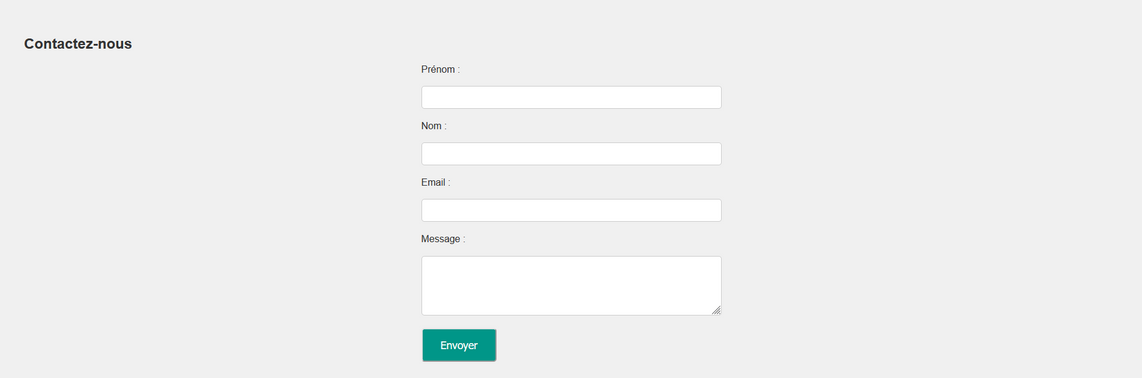 Contactez-nous
Prénom :
Nom :
Email :
Message :
Envoyer